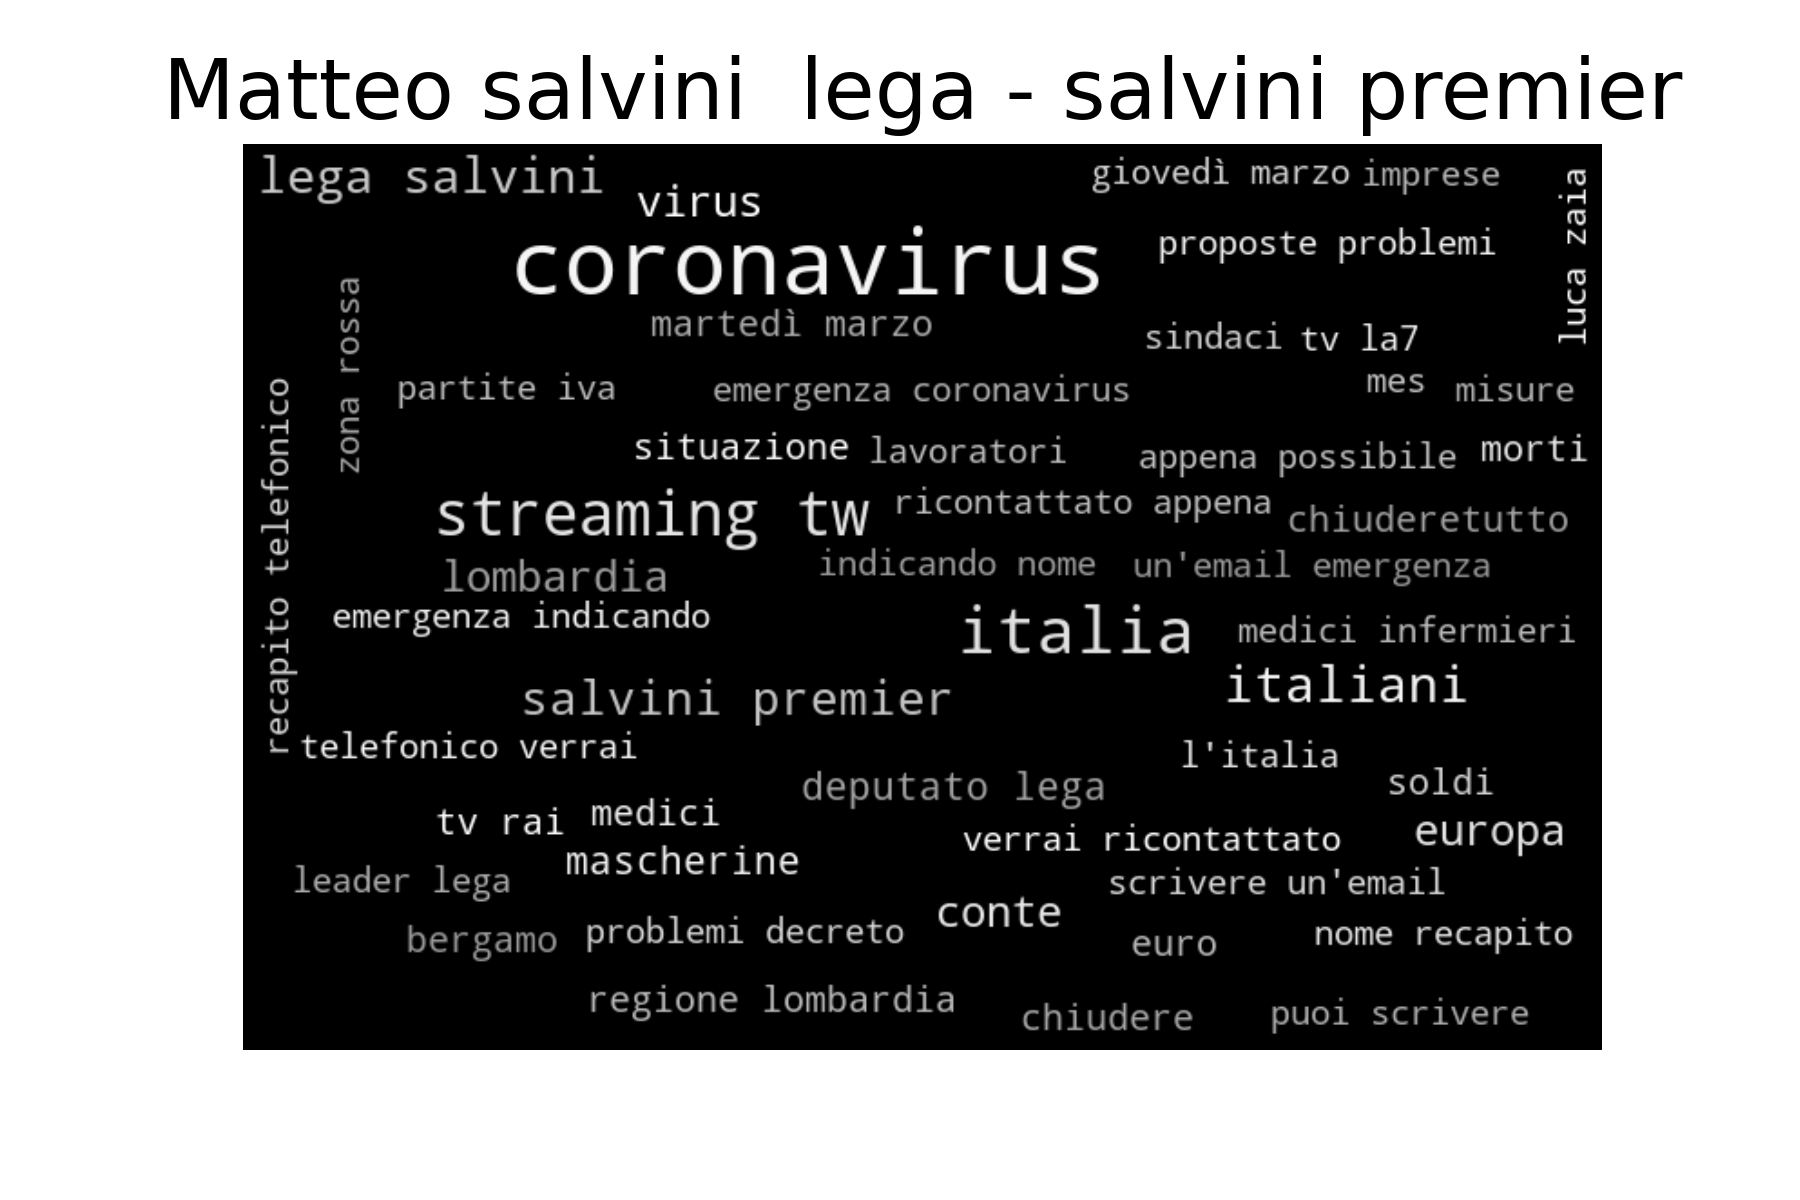 Matteo salvini  lega - salvini premier
lega salvini
virus
giovedì marzo
imprese
luca zaia
coronavirus
proposte problemi
zona rossa
martedì marzo
sindaci
tv la7
recapito telefonico
partite iva
emergenza coronavirus
mes
misure
situazione
lavoratori
appena possibile
morti
streaming tw
ricontattato appena
chiuderetutto
lombardia
indicando nome
un'email emergenza
emergenza indicando
italia
medici infermieri
salvini premier
italiani
telefonico verrai
l'italia
deputato lega
soldi
tv rai
medici
verrai ricontattato
europa
mascherine
leader lega
scrivere un'email
conte
bergamo
problemi decreto
euro
nome recapito
regione lombardia
chiudere
puoi scrivere